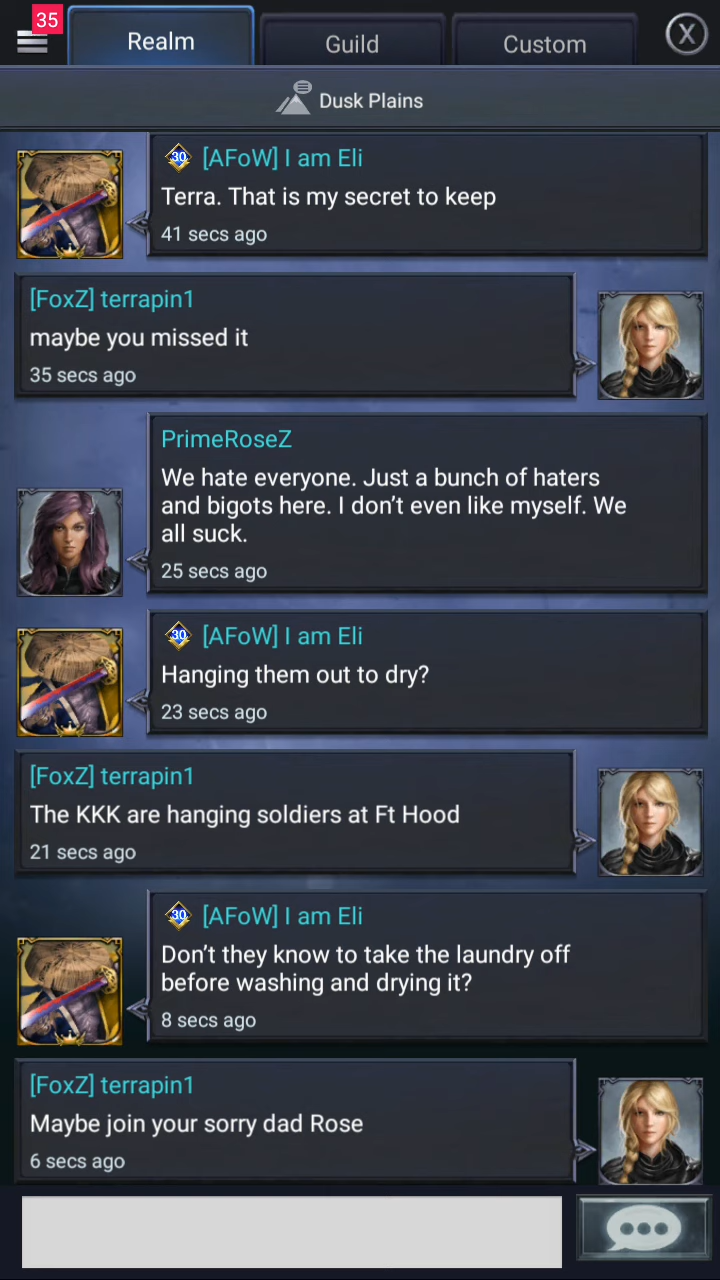 35
Realm
Guild
Custom
X
Dusk Plains
30 [AFoW] I am Eli
Terra. That is my secret to keep
41 secs ago
[FoxZ] terrapin1
maybe you missed it
35 secs ago
PrimeRoseZ
We hate everyone. Just a bunch of haters
and bigots here. I don’t even like myself. We
all suck.
25 secs ago
30 [AFoW] I am Eli
Hanging them out to dry?
23 secs ago
[FoxZ] terrapin1
The KKK are hanging soldiers at Ft Hood
21 secs ago
30 [AFoW] I am Eli
Don’t they know to take the laundry off
before washing and drying it?
8 secs ago
[FoxZ] terrapin1
Maybe join your sorry dad Rose
6 secs ago